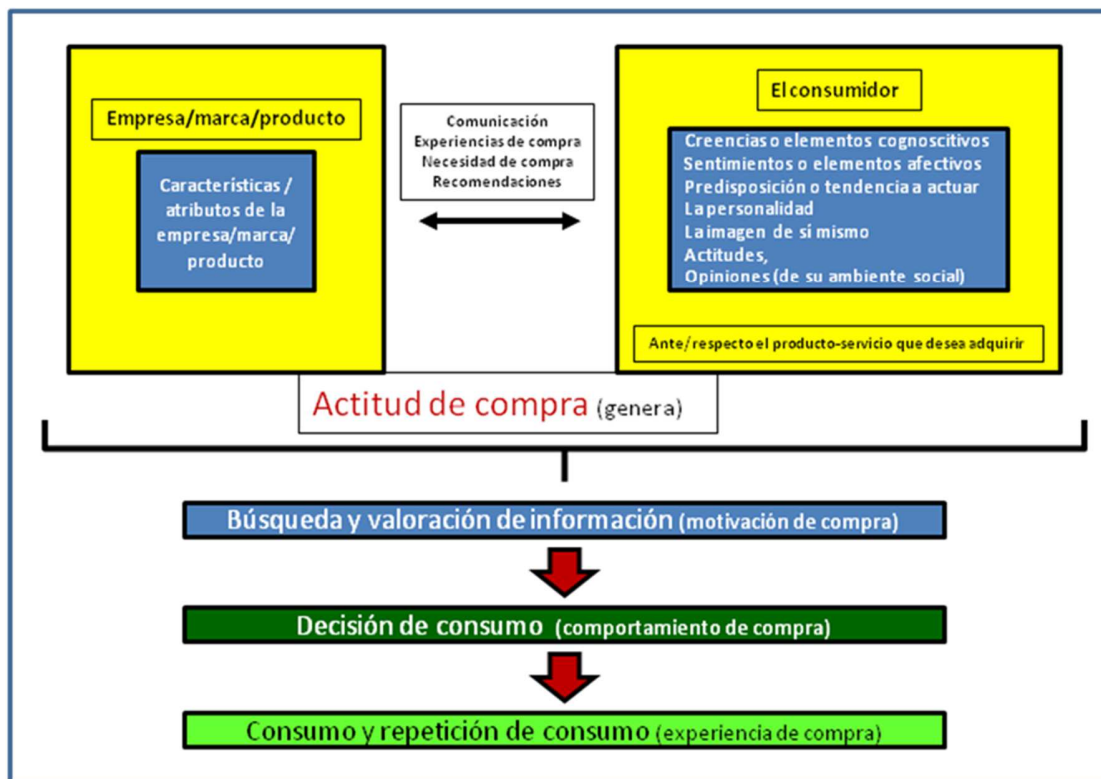 Empresa/marca/producto
Características /
atributos de la
empresa/marca/
producto
Comunicación
Experiencias de compra
Necesidad de compra
Recomendaciones
El consumidor
Creencias o elementos cognoscitivos
Sentimientos o elementos afectivos
Predisposición o tendencia a actuar
La personalidad
La imagen de sí mismo
Actitudes,
Opiniones (de su ambiente social)
Ante/ respecto el producto-servicio que desea adquirir
Actitud de compra (genera)
Búsqueda y valoración de información (motivación de compra)
Decisión de consumo (comportamiento de compra)
Consumo y repetición de consumo (experiencia de compra)